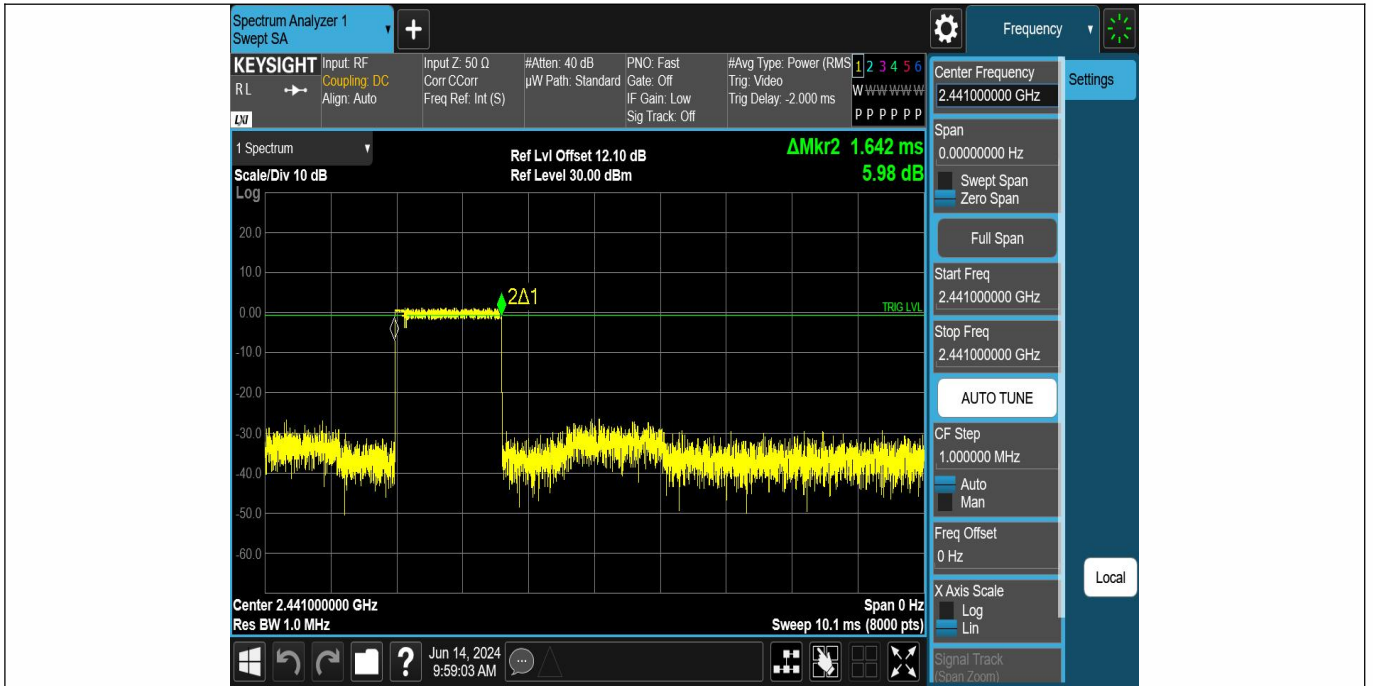 Spectrum Analyzer 1
Swept SA
+
Frequency
KEYSIGHT
RL
LXI
Input: RF
Coupling: DC
Align: Auto
Input Z: 50 Ω
Corr CCorr
Freq Ref: Int (S)
#Atten: 40 dB
µW Path: Standard
PNO: Fast
Gate: Off
IF Gain: Low
Sig Track: Off
#Avg Type: Power (RMS
Trig: Video
Trig Delay: -2.000 ms
1 2 3 4 5 6
W W W W W W
P P P P P P
1 Spectrum
Scale/Div 10 dB
Ref Lvl Offset 12.10 dB
Ref Level 30.00 dBm
ΔMkr2 1.642 ms
5.98 dB
Log
20.0
10.0
0.00
-10.0
-20.0
-30.0
-40.0
-50.0
-60.0
2Δ1
TRIG LVL
Center 2.441000000 GHz
Res BW 1.0 MHz
Span 0 Hz
Sweep 10.1 ms (8000 pts)
?
Jun 14, 2024
9:59:03 AM
Center Frequency
2.441000000 GHz
Settings
Span
0.00000000 Hz
Swept Span
Zero Span
Full Span
Start Freq
2.441000000 GHz
Stop Freq
2.441000000 GHz
AUTO TUNE
CF Step
1.000000 MHz
Auto
Man
Freq Offset
0 Hz
X Axis Scale
Log
Lin
Signal Track
(Span Zoom)
Local